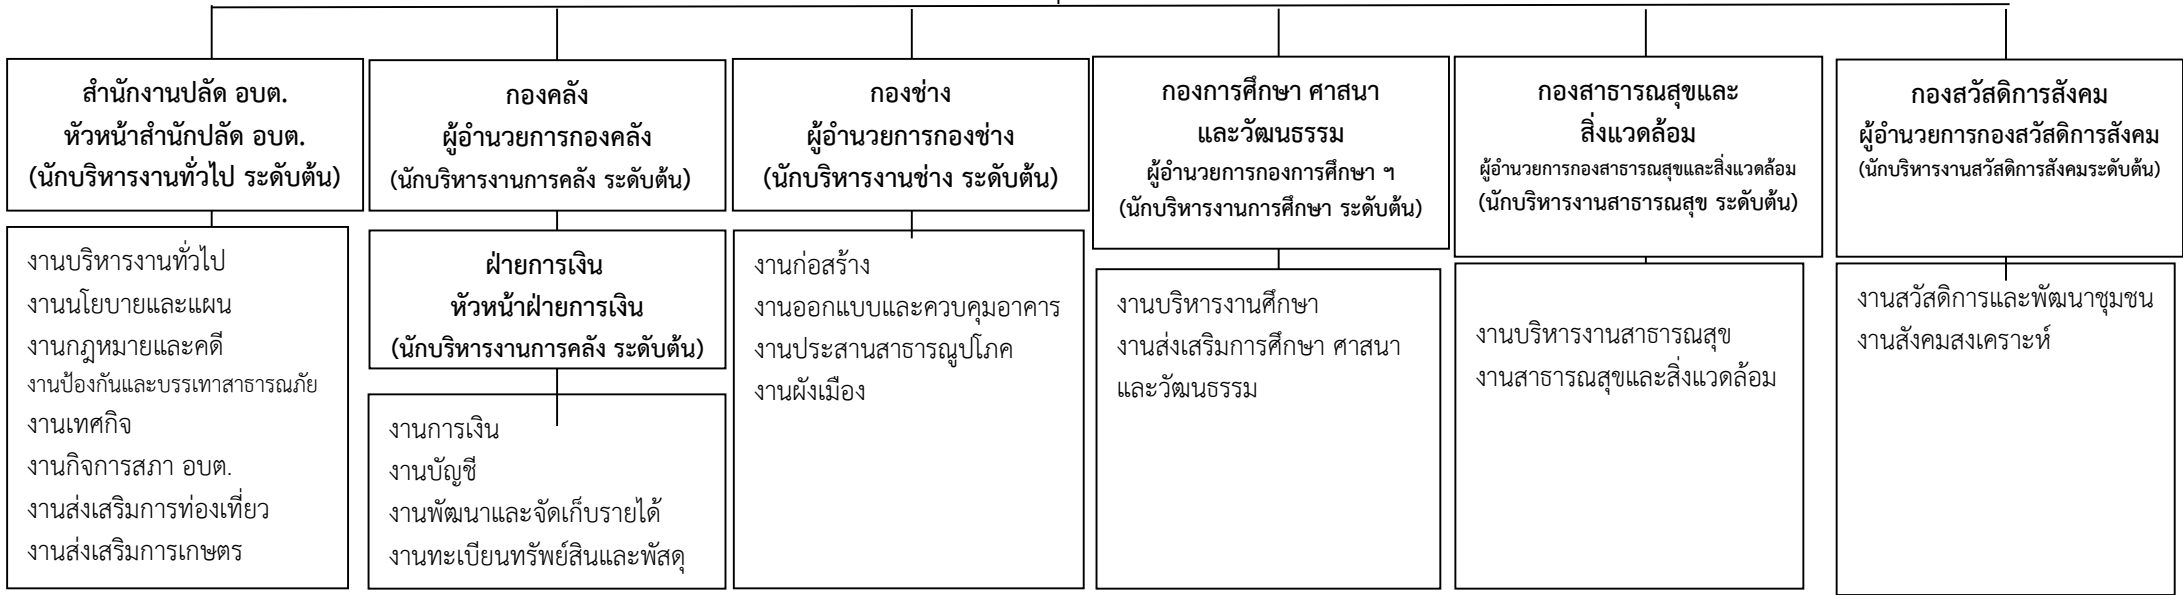 สำนักงานปลัด อบต.
หัวหน้าสำนักปลัด อบต.
(นักบริหารงานทั่วไป ระดับต้น)
งานบริหารงานทั่วไป
งานนโยบายและแผน
งานกฎหมายและคดี
งานป้องกันและบรรเทาสาธารณภัย
งานเทศกิจ
งานกิจการสภา อบต.
งานส่งเสริมการท่องเที่ยว
งานส่งเสริมการเกษตร
กองคลัง
ผู้อำนวยการกองคลัง
(นักบริหารงานการคลัง ระดับต้น)
ฝ่ายการเงิน
หัวหน้าฝ่ายการเงิน
(นักบริหารงานการคลัง ระดับต้น)
งานการเงิน
งานบัญชี
งานพัฒนาและจัดเก็บรายได้
งานทะเบียนทรัพย์สินและพัสดุ
กองช่าง
ผู้อำนวยการกองช่าง
(นักบริหารงานช่าง ระดับต้น)
งานก่อสร้าง
งานออกแบบและควบคุมอาคาร
งานประสานสาธารณูปโภค
งานผังเมือง
กองการศึกษา ศาสนา
และวัฒนธรรม
ผู้อำนวยการกองการศึกษา ฯ
(นักบริหารงานการศึกษา ระดับต้น)
งานบริหารงานศึกษา
งานส่งเสริมการศึกษา ศาสนา
และวัฒนธรรม
กองสาธารณสุขและ
สิ่งแวดล้อม
ผู้อำนวยการกองสาธารณสุขและสิ่งแวดล้อม
(นักบริหารงานสาธารณสุข ระดับต้น)
งานบริหารงานสาธารณสุข
งานสาธารณสุขและสิ่งแวดล้อม
กองสวัสดิการสังคม
ผู้อำนวยการกองสวัสดิการสังคม
(นักบริหารงานสวัสดิการสังคมระดับต้น)
งานสวัสดิการและพัฒนาชุมชน
งานสังคมสงเคราะห์